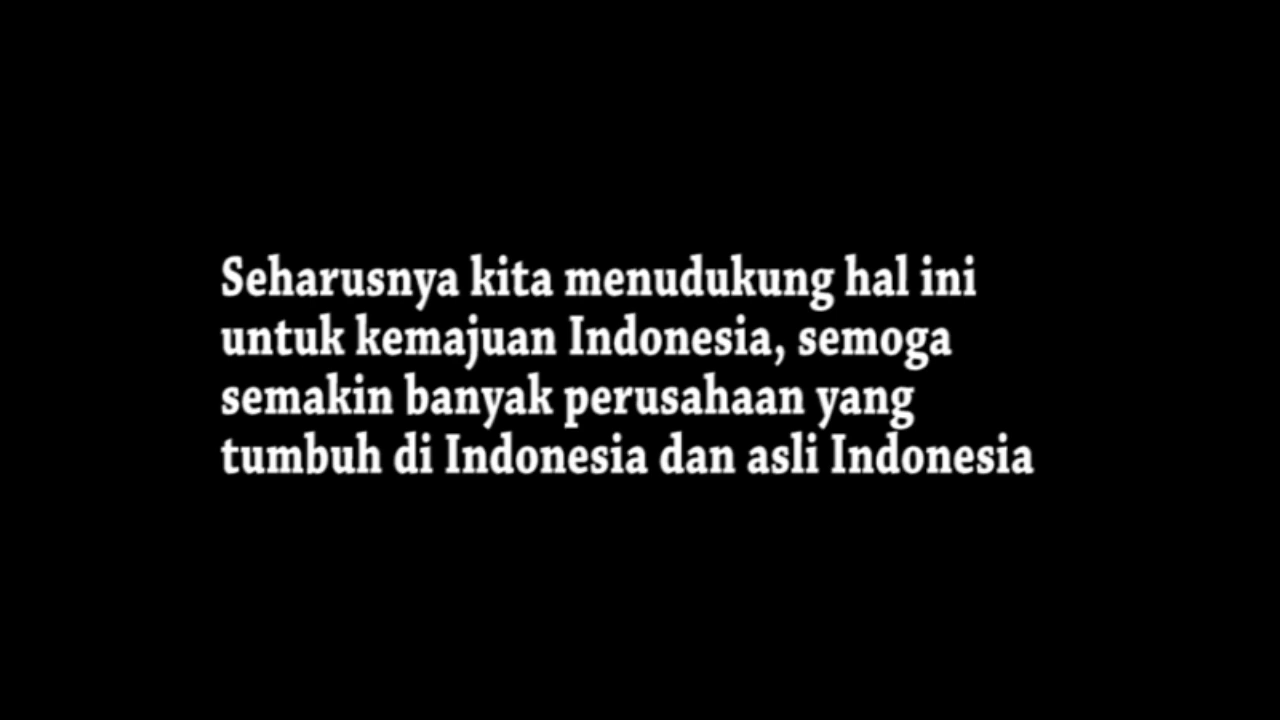 Seharusnya kita menudukung hal ini
untuk kemajuan Indonesia, semoga
semakin banyak perusahaan yang
tumbuh di Indonesia dan asli Indonesia